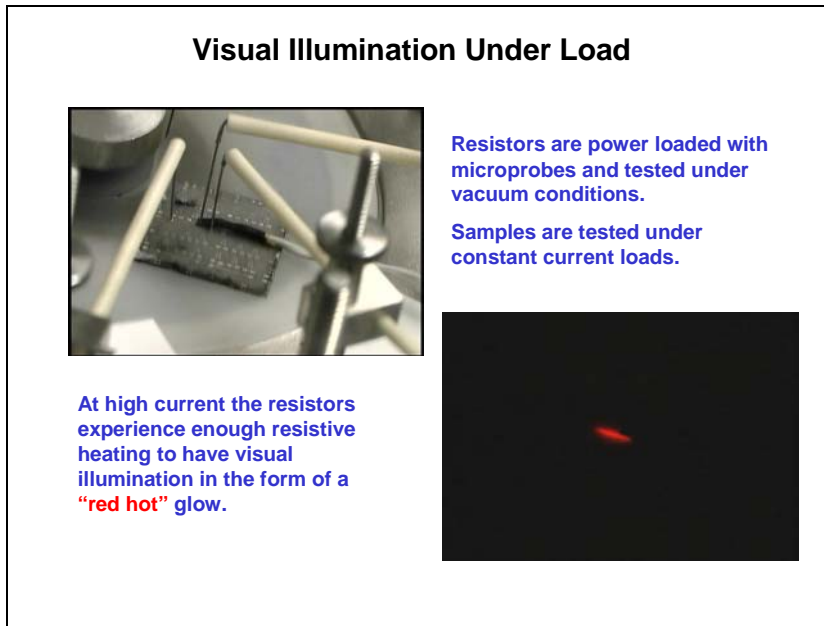 Visual Illumination Under Load
Resistors are power loaded with
microprobes and tested under
vacuum conditions.
Samples are tested under
constant current loads.
At high current the resistors
experience enough resistive
heating to have visual
illumination in the form of a
“red hot” glow.